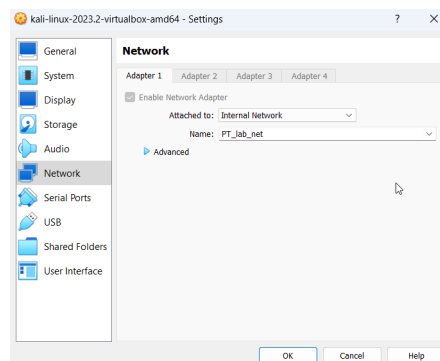 kali-linux-2023.2-virtualbox-amd64 - Settings
General
System
Display
Storage
Audio
Network
Serial Ports
USB
Shared Folders
User Interface
Network
Adapter 1 Adapter 2 Adapter 3 Adapter 4
Enable Network Adapter
Attached to: Internal Network
Name: PT_lab_net
Advanced
OK Cancel Help